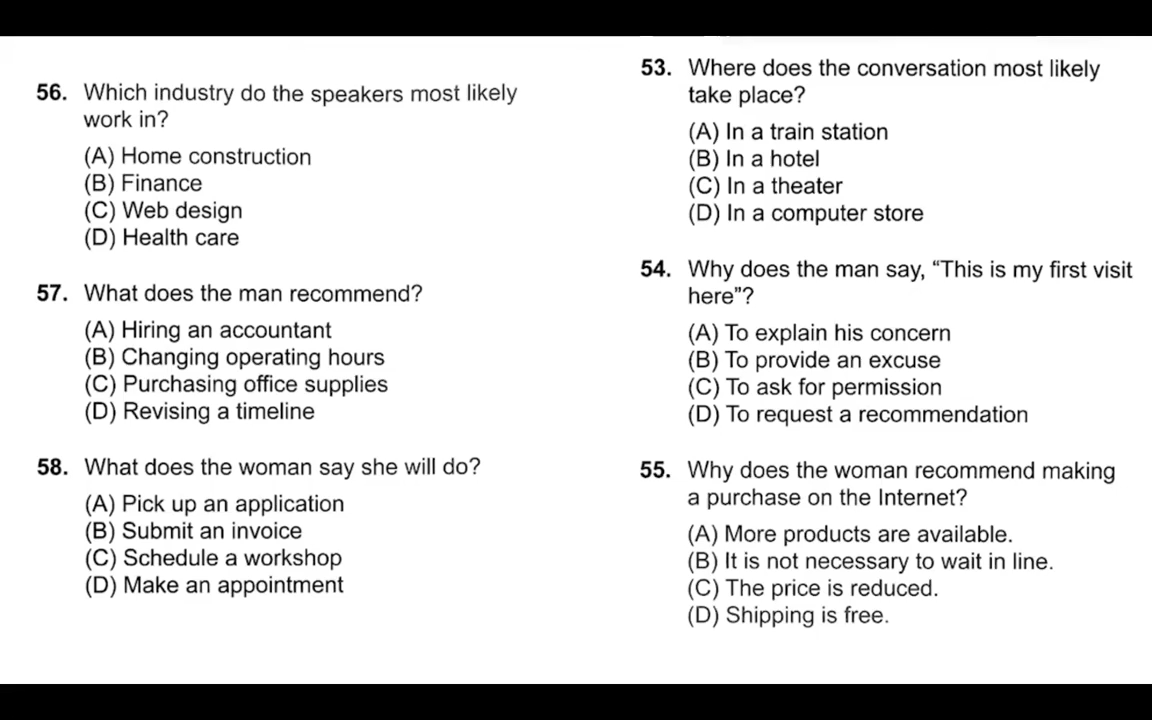 56. Which industry do the speakers most likely
work in?
(A) Home construction
(B) Finance
(C) Web design
(D) Health care
57. What does the man recommend?
(A) Hiring an accountant
(B) Changing operating hours
(C) Purchasing office supplies
(D) Revising a timeline
58. What does the woman say she will do?
(A) Pick up an application
(B) Submit an invoice
(C) Schedule a workshop
(D) Make an appointment
53. Where does the conversation most likely
take place?
(A) In a train station
(B) In a hotel
(C) In a theater
(D) In a computer store
54. Why does the man say, “This is my first visit
here”?
(A) To explain his concern
(B) To provide an excuse
(C) To ask for permission
(D) To request a recommendation
55. Why does the woman recommend making
a purchase on the Internet?
(A) More products are available.
(B) It is not necessary to wait in line.
(C) The price is reduced.
(D) Shipping is free.